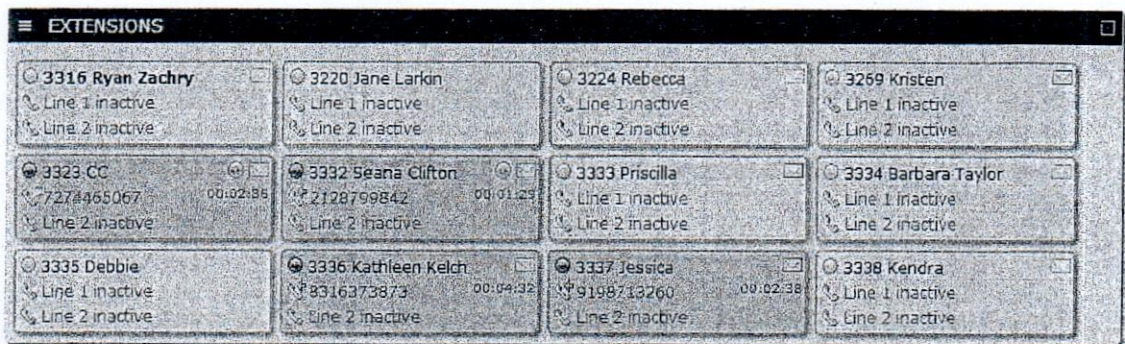 EXTENSIONS
3316 Ryan Zachry
Line 1 inactive
Line 2 inactive
3220 Jane Larkin
Line 1 inactive
Line 2 inactive
3224 Rebecca
Line 1 inactive
Line 2 inactive
3269 Kristen
Line 1 inactive
Line 2 inactive
3323 CC
7274465067 00:02:36
Line 2 inactive
3332 Seana Clifton
2128799842 00:01:29
Line 2 inactive
3333 Priscilla
Line 1 inactive
Line 2 inactive
3334 Barbara Taylor
Line 1 inactive
Line 2 inactive
3335 Debbie
Line 1 inactive
Line 2 inactive
3336 Kathleen Kelch
8316373873 00:04:32
Line 2 inactive
3337 Jessica
9198713260 00:02:38
Line 2 inactive
3338 Kendra
Line 1 inactive
Line 2 inactive